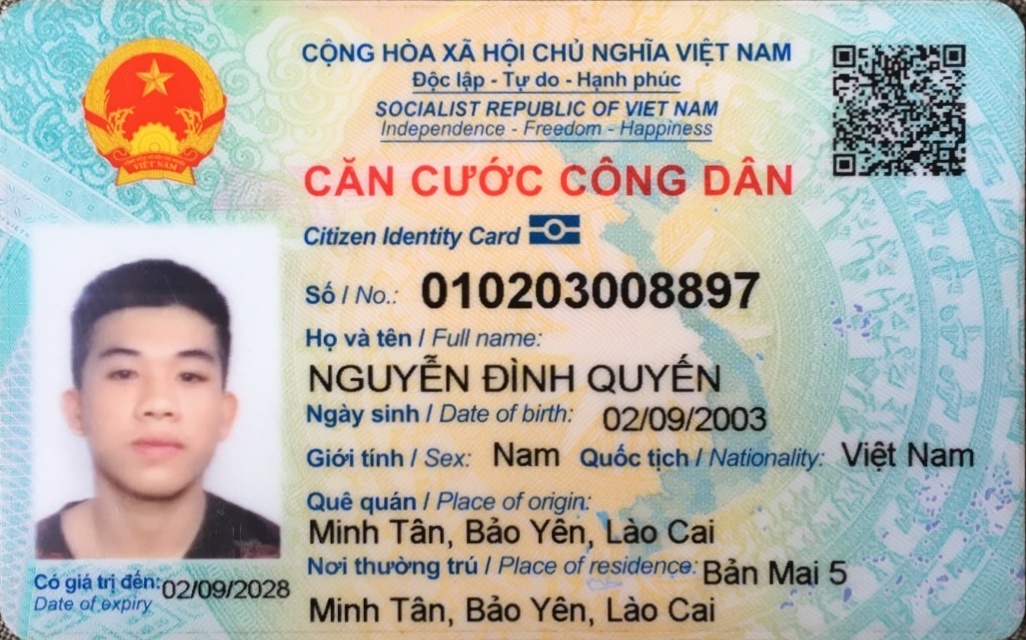 CỘNG HÒA XÃ HỘI CHỦ NGHĨA VIỆT NAM
Độc lập - Tự do - Hạnh phúc
SOCIALIST REPUBLIC OF VIET NAM
Independence - Freedom - Happiness
CĂN CƯỚC CÔNG DÂN
Citizen Identity Card
Số / No.: 010203008897
Họ và tên / Full name:
NGUYỄN ĐÌNH QUYẾN
Ngày sinh / Date of birth: 02/09/2003
Giới tính / Sex: Nam Quốc tịch / Nationality: Việt Nam
Quê quán / Place of origin:
Minh Tân, Bảo Yên, Lào Cai
Nơi thường trú / Place of residence: Bản Mai 5
Minh Tân, Bảo Yên, Lào Cai
Có giá trị đến: 02/09/2028
Date of expiry
VIỆT NAM